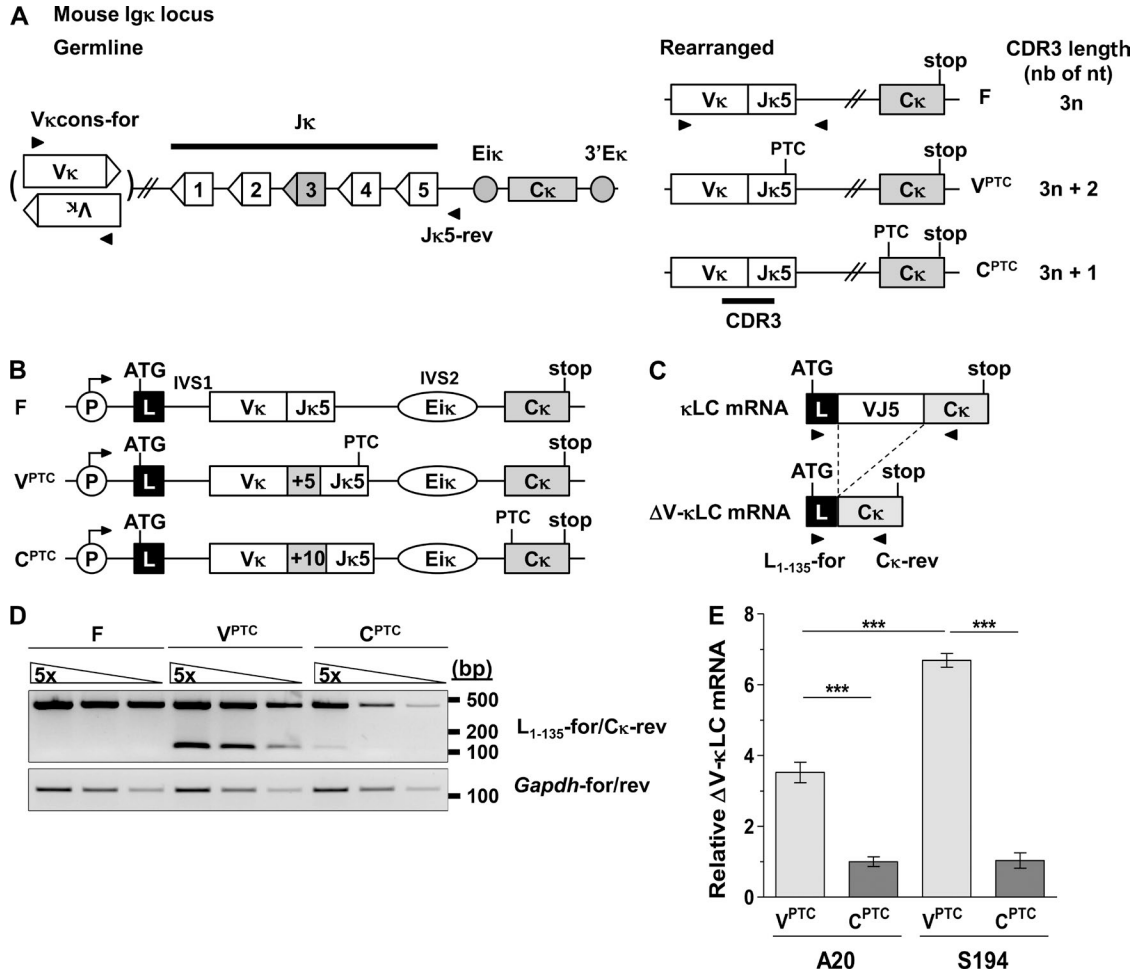 A Mouse Igκ locus
Germline
Vκcons-for
Jκ
Eiκ 3'Eκ
( Vκ ) // 1 2 3 4 5 Cκ
Vκ
Jκ5-rev
Rearranged
CDR3 length
(nb of nt)
stop
Vκ Jκ5 // Cκ F 3n
PTC stop
Vκ Jκ5 // Cκ VPTC 3n + 2
PTC stop
Vκ Jκ5 // Cκ CPTC 3n + 1
CDR3
B
ATG IVS1 IVS2 stop
F P L Vκ Jκ5 Eiκ Cκ
ATG PTC stop
VPTC P L Vκ +5 Jκ5 Eiκ Cκ
ATG PTC stop
CPTC P L Vκ +10 Jκ5 Eiκ Cκ
C
ATG stop
κLC mRNA L VJ5 Cκ
ATG stop
ΔV-κLC mRNA L Cκ
L1-135-for Cκ-rev
D
F VPTC CPTC
5x 5x 5x (bp)
500
200
100
L1-135-for/Cκ-rev
100
Gapdh-for/rev
E
Relative ΔV-κLC mRNA
8
6
4
2
0
*** ***
***
VPTC CPTC VPTC CPTC
A20 S194